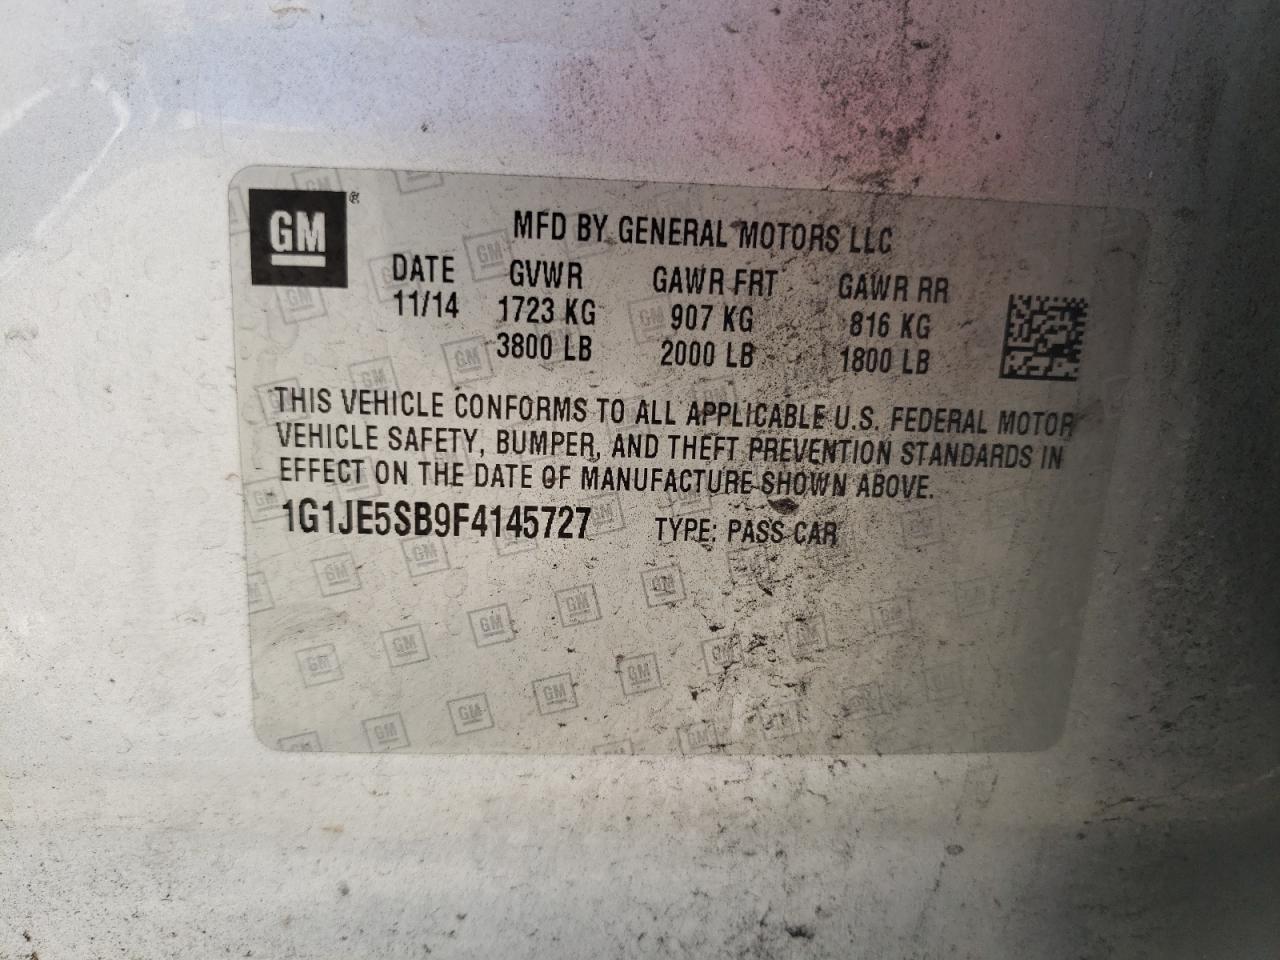 GM ®
MFD BY GENERAL MOTORS LLC
DATE GVWR GAWR FRT GAWR RR
11/14 1723 KG 907 KG 816 KG
3800 LB 2000 LB 1800 LB
THIS VEHICLE CONFORMS TO ALL APPLICABLE U.S. FEDERAL MOTOR
VEHICLE SAFETY, BUMPER, AND THEFT PREVENTION STANDARDS IN
EFFECT ON THE DATE OF MANUFACTURE SHOWN ABOVE.
1G1JE5SB9F4145727 TYPE: PASS CAR